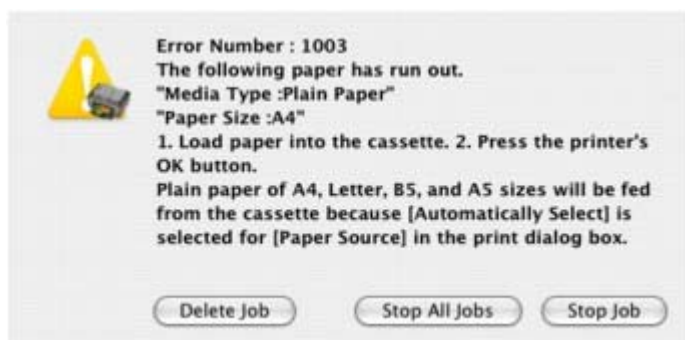 Error Number : 1003
The following paper has run out.
"Media Type :Plain Paper"
"Paper Size :A4"
1. Load paper into the cassette. 2. Press the printer's
OK button.
Plain paper of A4, Letter, B5, and A5 sizes will be fed
from the cassette because [Automatically Select] is
selected for [Paper Source] in the print dialog box.
Delete Job Stop All Jobs Stop Job